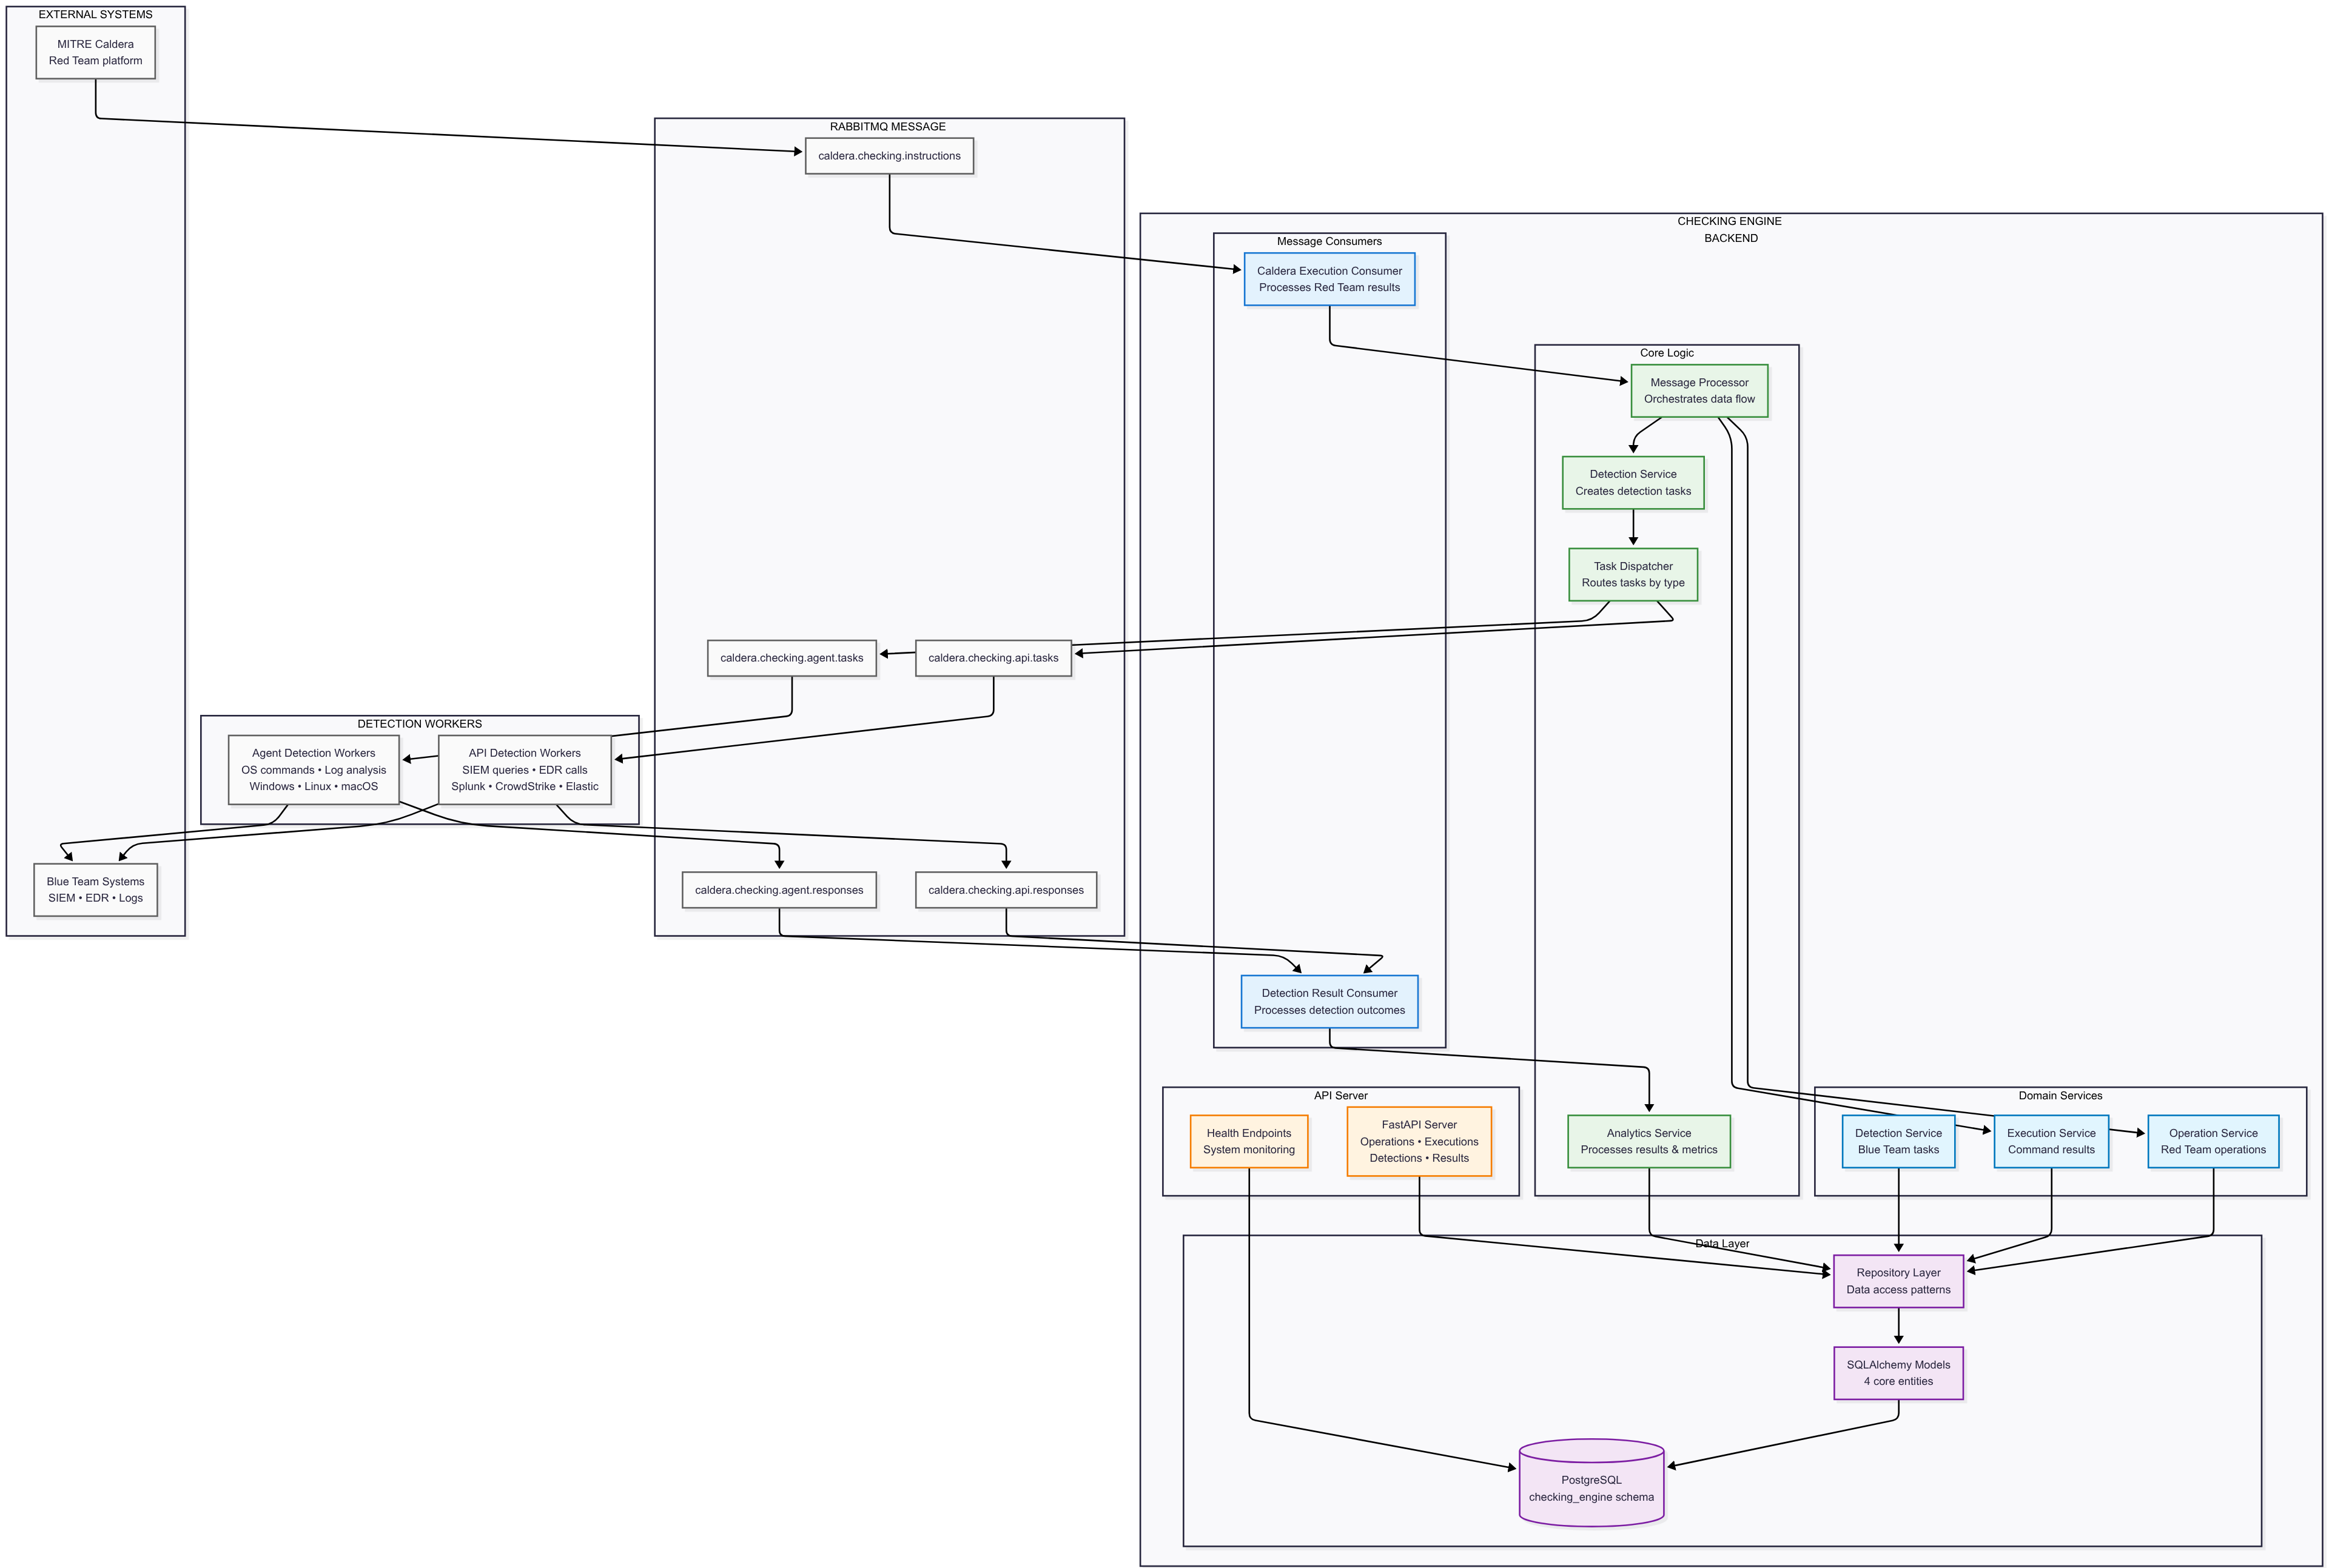 EXTERNAL SYSTEMS
MITRE Caldera
Red Team platform
RABBITMQ MESSAGE
caldera.checking.instructions
CHECKING ENGINE
BACKEND
Message Consumers
Caldera Execution Consumer
Processes Red Team results
Core Logic
Message Processor
Orchestrates data flow
Detection Service
Creates detection tasks
Task Dispatcher
Routes tasks by type
caldera.checking.agent.tasks
caldera.checking.api.tasks
DETECTION WORKERS
Agent Detection Workers
OS commands • Log analysis
Windows • Linux • macOS
API Detection Workers
SIEM queries • EDR calls
Splunk • CrowdStrike • Elastic
Blue Team Systems
SIEM • EDR • Logs
caldera.checking.agent.responses
caldera.checking.api.responses
Detection Result Consumer
Processes detection outcomes
API Server
Health Endpoints
System monitoring
FastAPI Server
Operations • Executions
Detections • Results
Analytics Service
Processes results & metrics
Domain Services
Detection Service
Blue Team tasks
Execution Service
Command results
Operation Service
Red Team operations
Data Layer
Repository Layer
Data access patterns
SQLAlchemy Models
4 core entities
PostgreSQL
checking_engine schema